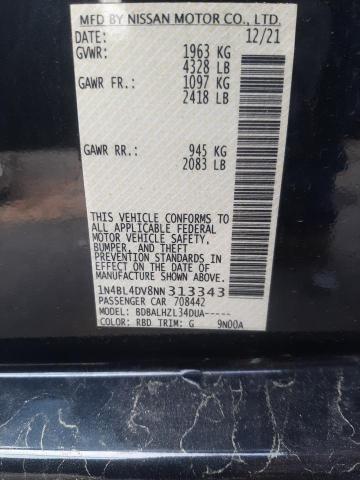 MFD BY NISSAN MOTOR CO., LTD.
DATE: 12/21
GVWR: 1963 KG
4328 LB
GAWR FR.: 1097 KG
2418 LB
GAWR RR.: 945 KG
2083 LB
THIS VEHICLE CONFORMS TO
ALL APPLICABLE FEDERAL
MOTOR VEHICLE SAFETY,
BUMPER, AND THEFT
PREVENTION STANDARDS
IN EFFECT ON THE DATE OF
MANUFACTURE SHOWN ABOVE.
1N4BL4DV8NN313343
PASSENGER CAR 708442
MODEL: BDBALHZL34DUA-----
COLOR: RBD TRIM: G 9N00A